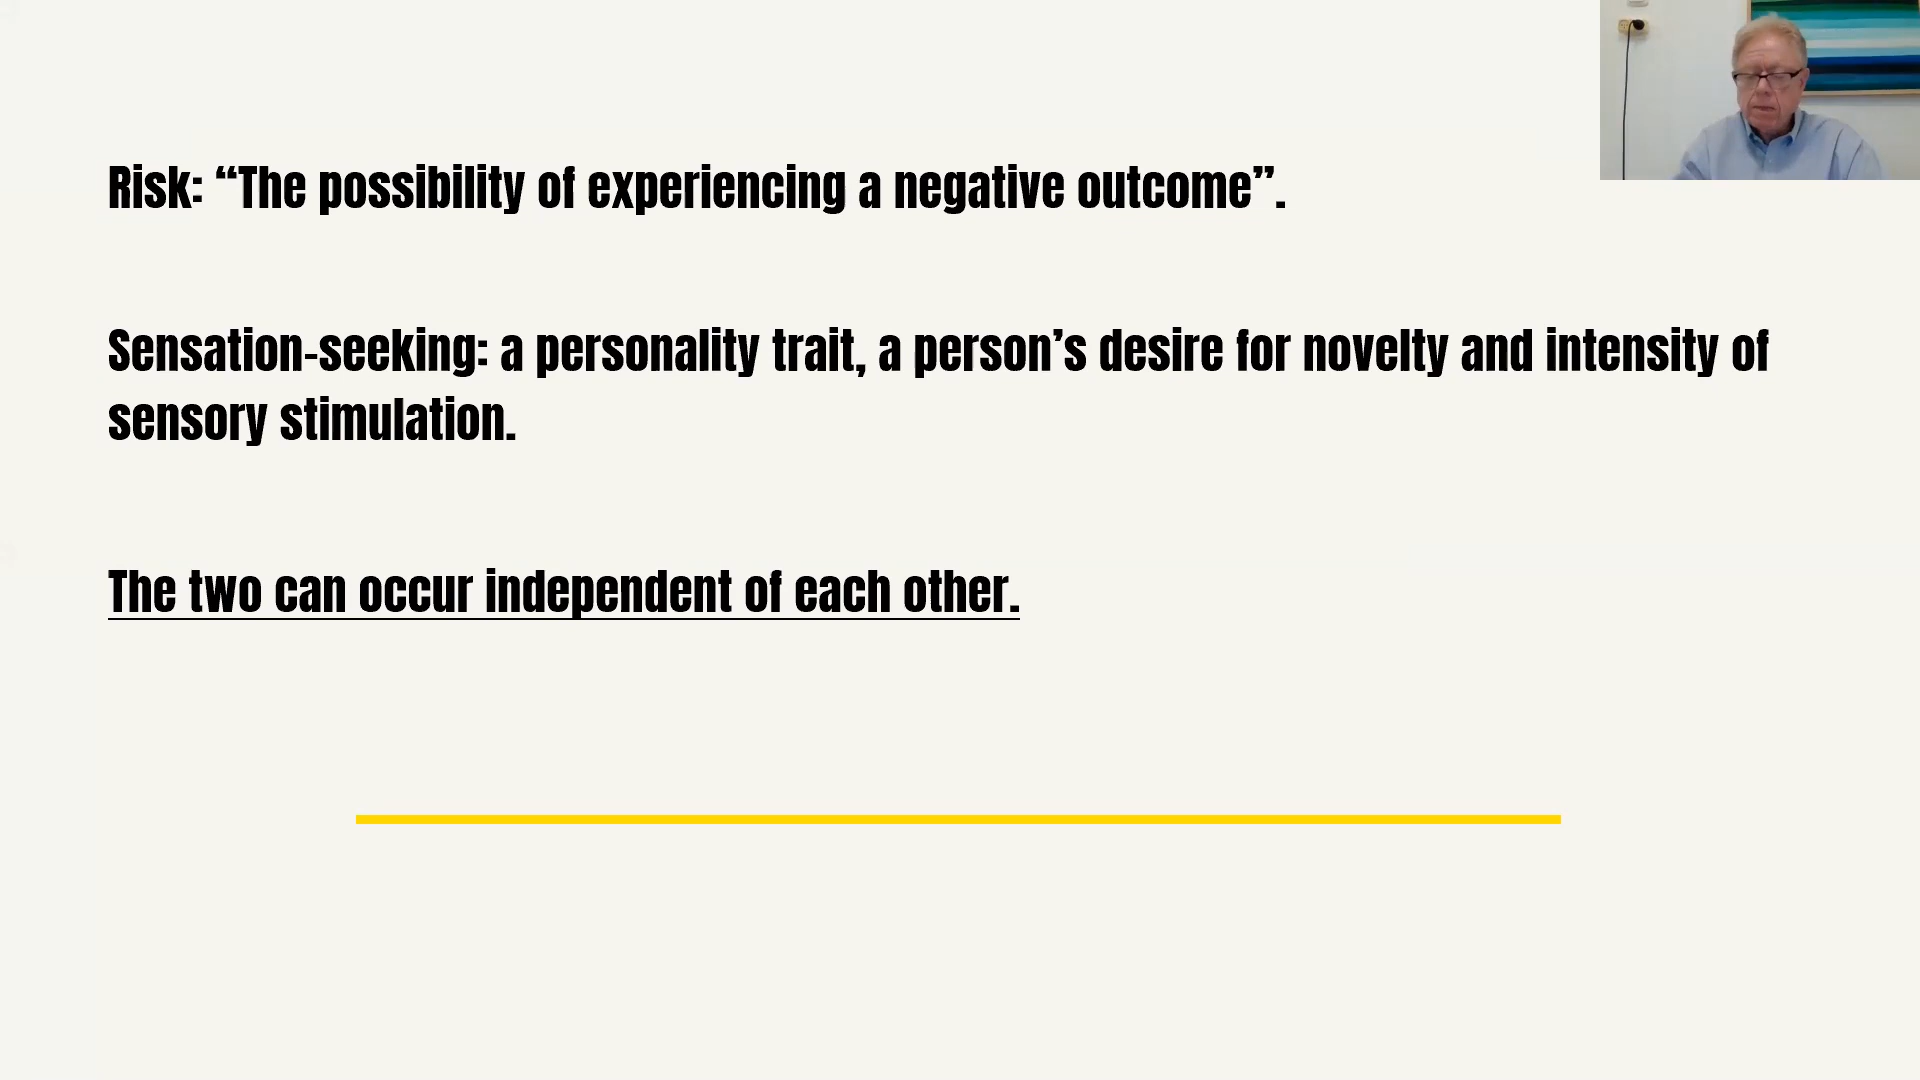 Risk: “The possibility of experiencing a negative outcome”.
Sensation-seeking: a personality trait, a person’s desire for novelty and intensity of
sensory stimulation.
The two can occur independent of each other.